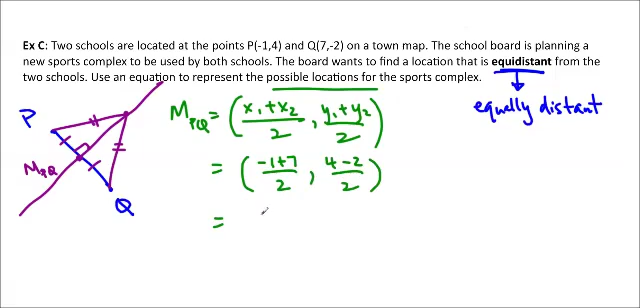 Ex C: Two schools are located at the points P(-1,4) and Q(7,-2) on a town map. The school board is planning a
new sports complex to be used by both schools. The board wants to find a location that is equidistant from the
two schools. Use an equation to represent the possible locations for the sports complex.
equally distant
P
M_PQ
Q
M_PQ = ( (x₁+x₂)/2 , (y₁+y₂)/2 )
= ( (-1+7)/2 , (4-2)/2 )
=